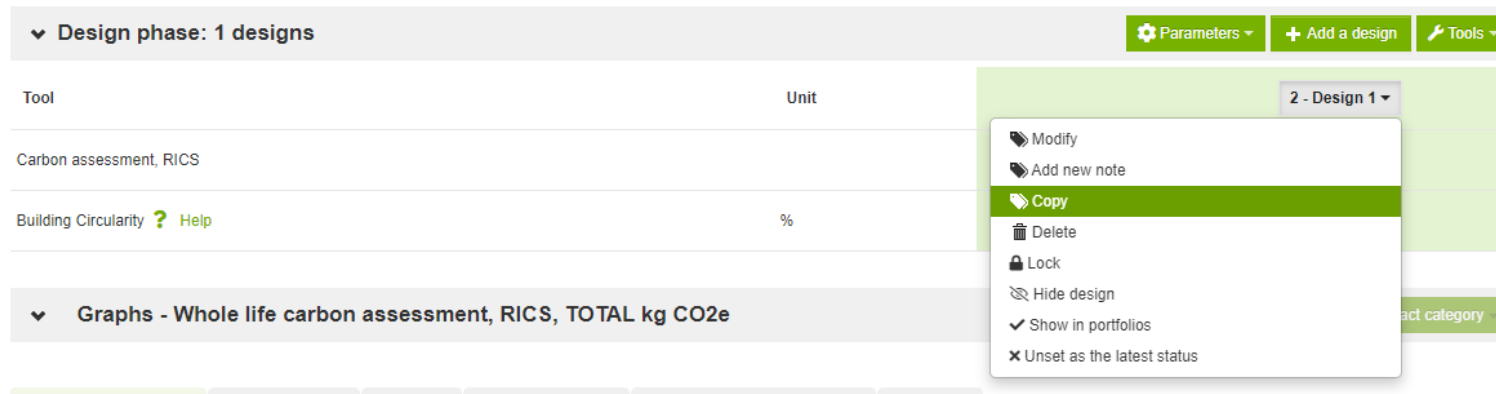 Design phase: 1 designs
Parameters
Add a design
Tools
Tool
Unit
2 - Design 1
Modify
Carbon assessment, RICS
Add new note
Copy
Building Circularity ? Help
%
Delete
Lock
Graphs - Whole life carbon assessment, RICS, TOTAL kg CO2e
Hide design
act category
Show in portfolios
Unset as the latest status